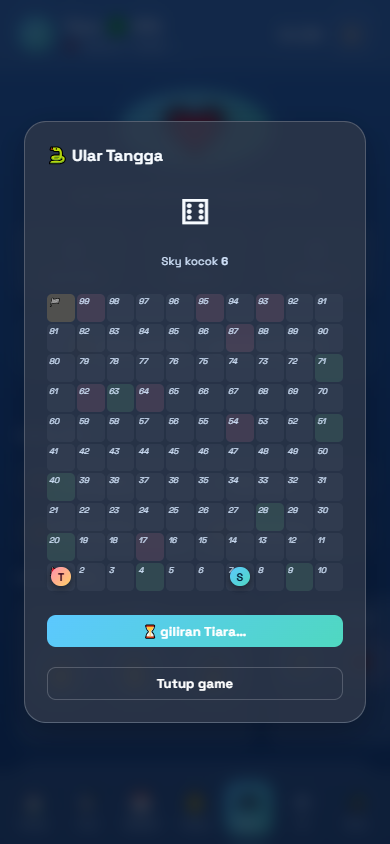 Ular Tangga
Sky kocok 6
99 98 97 96 95 94 93 92 91
81 82 83 84 85 86 87 88 89 90
80 79 78 77 76 75 74 73 72 71
61 62 63 64 65 66 67 68 69 70
60 59 58 57 56 55 54 53 52 51
41 42 43 44 45 46 47 48 49 50
40 39 38 37 36 35 34 33 32 31
21 22 23 24 25 26 27 28 29 30
20 19 18 17 16 15 14 13 12 11
T 2 3 4 5 6 7 S 8 9 10
giliran Tiara...
Tutup game